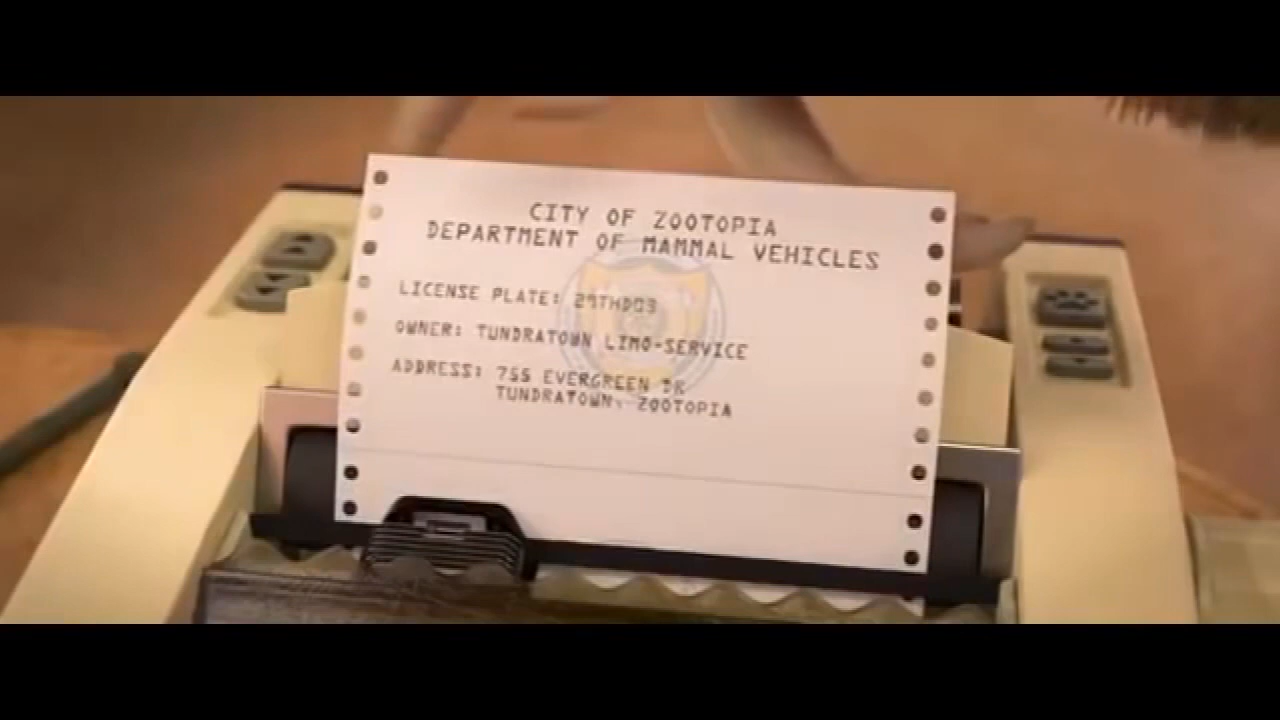 CITY OF ZOOTOPIA
DEPARTMENT OF MAMMAL VEHICLES
LICENSE PLATE: 29THD03
OWNER: TUNDRATOWN LIMO-SERVICE
ADDRESS: 755 EVERGREEN DR
TUNDRATOWN, ZOOTOPIA